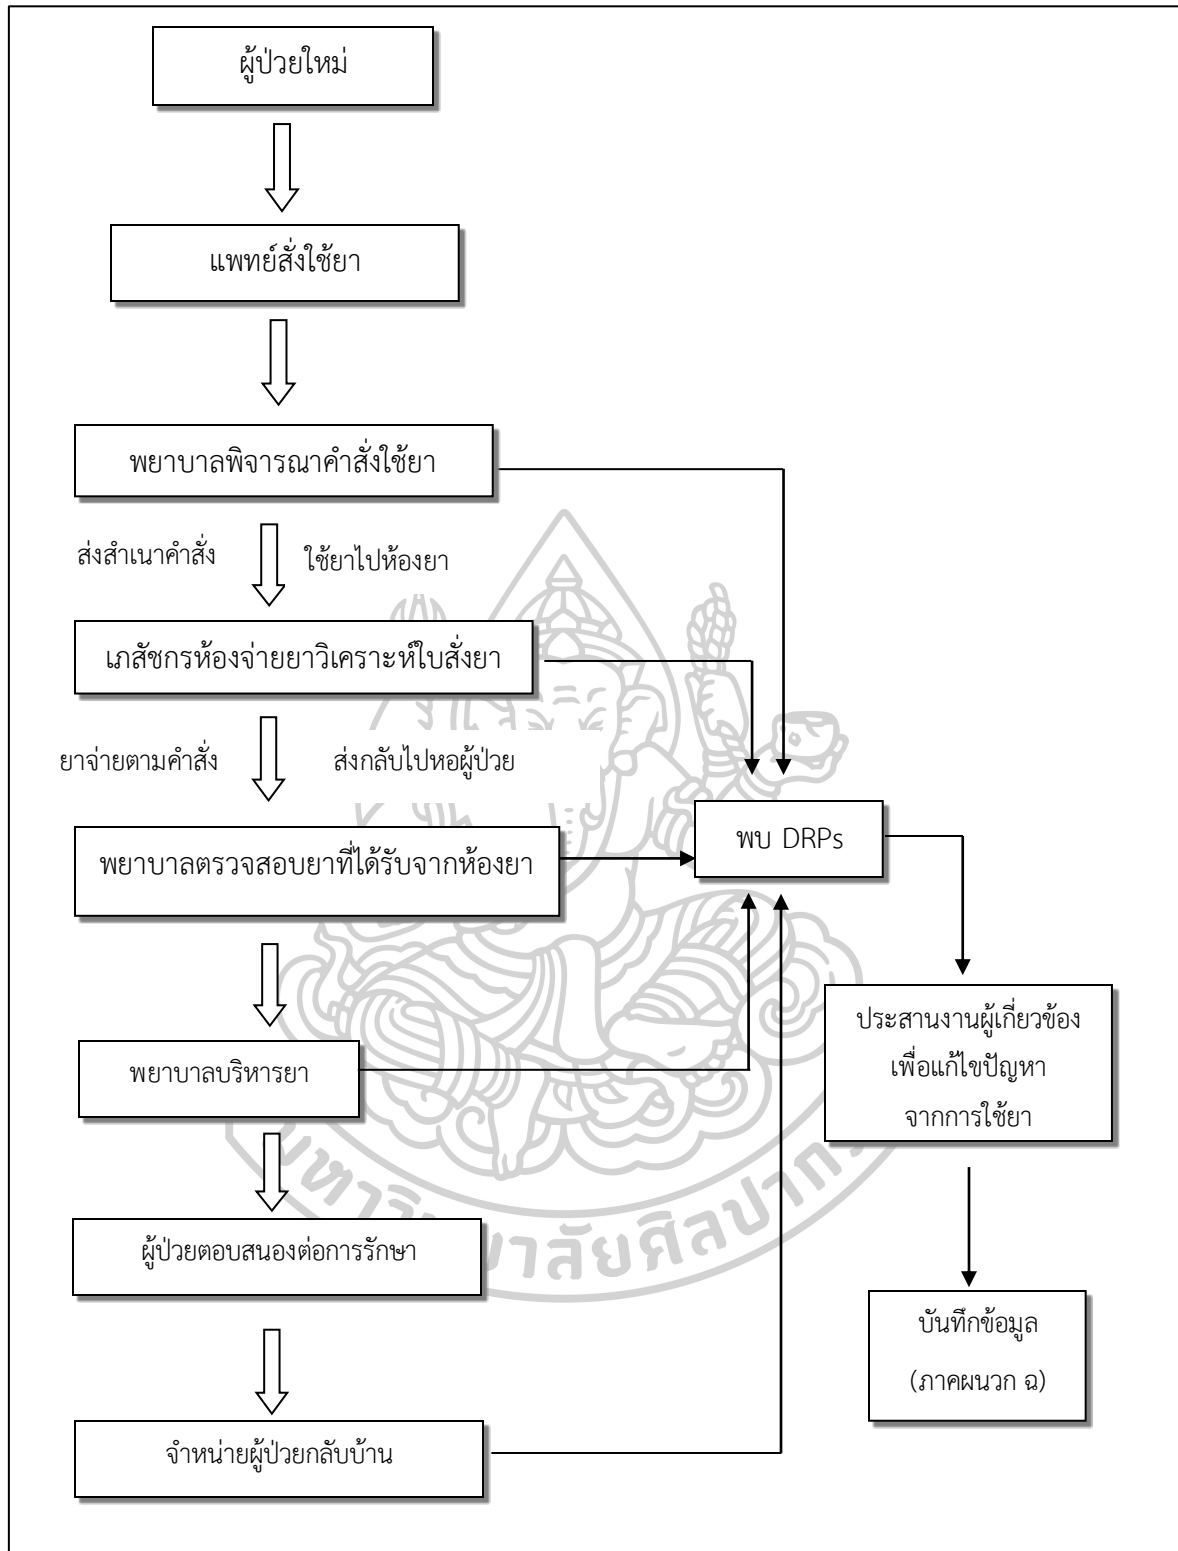 ผู้ป่วยใหม่
แพทย์สั่งใช้ยา
พยาบาลพิจารณาคำสั่งใช้ยา
ส่งสำเนาคำสั่ง ใช้ยาไปห้องยา
เภสัชกรห้องจ่ายยาวิเคราะห์ใบสั่งยา
ยาจ่ายตามคำสั่ง ส่งกลับไปหอผู้ป่วย
พยาบาลตรวจสอบยาที่ได้รับจากห้องยา
พยาบาลบริหารยา
ผู้ป่วยตอบสนองต่อการรักษา
จำหน่ายผู้ป่วยกลับบ้าน
พบ DRPs
ประสานงานผู้เกี่ยวข้อง
เพื่อแก้ไขปัญหา
จากการใช้ยา
บันทึกข้อมูล
(ภาคผนวก ฉ)